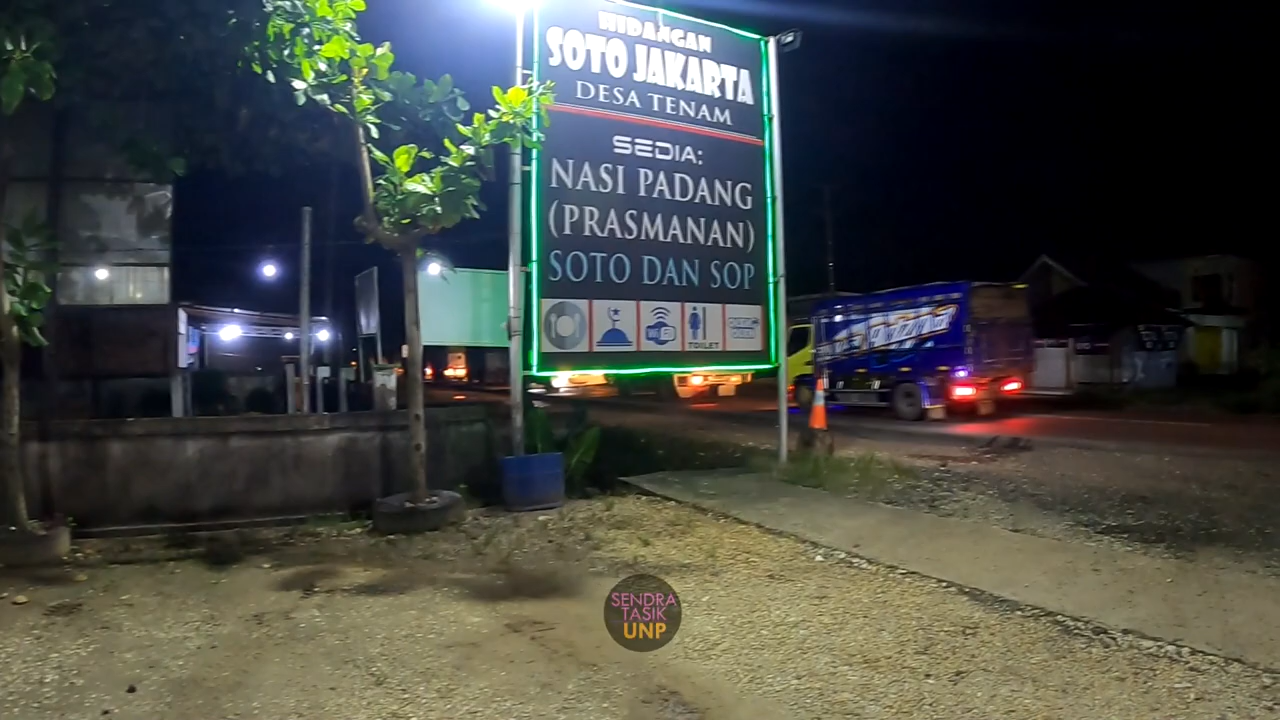 HIDANGAN
SOTO JAKARTA
DESA TENAM
SEDIA:
NASI PADANG
(PRASMANAN)
SOTO DAN SOP
TOILET
SENDRA
TASIK
UNP